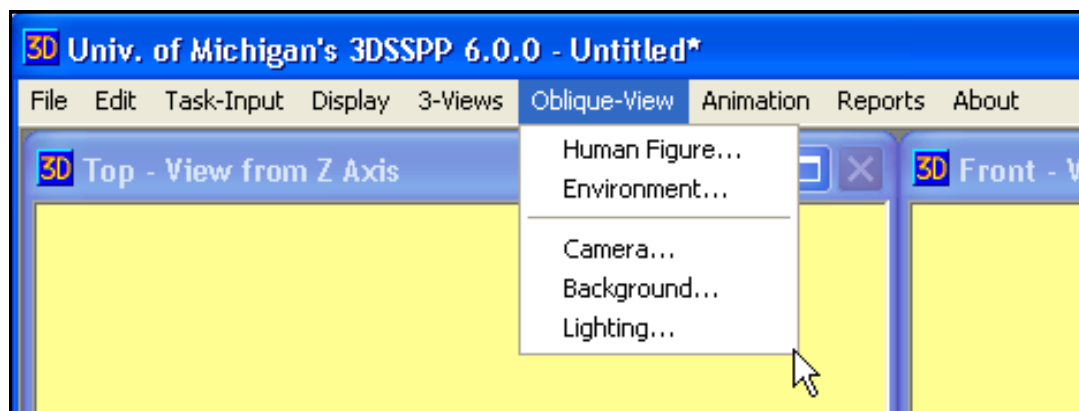 3D Univ. of Michigan's 3DSSPP 6.0.0 - Untitled*
File Edit Task-Input Display 3-Views Oblique-View Animation Reports About
3D Top - View from Z Axis
3D Front -
Human Figure...
Environment...
Camera...
Background...
Lighting...